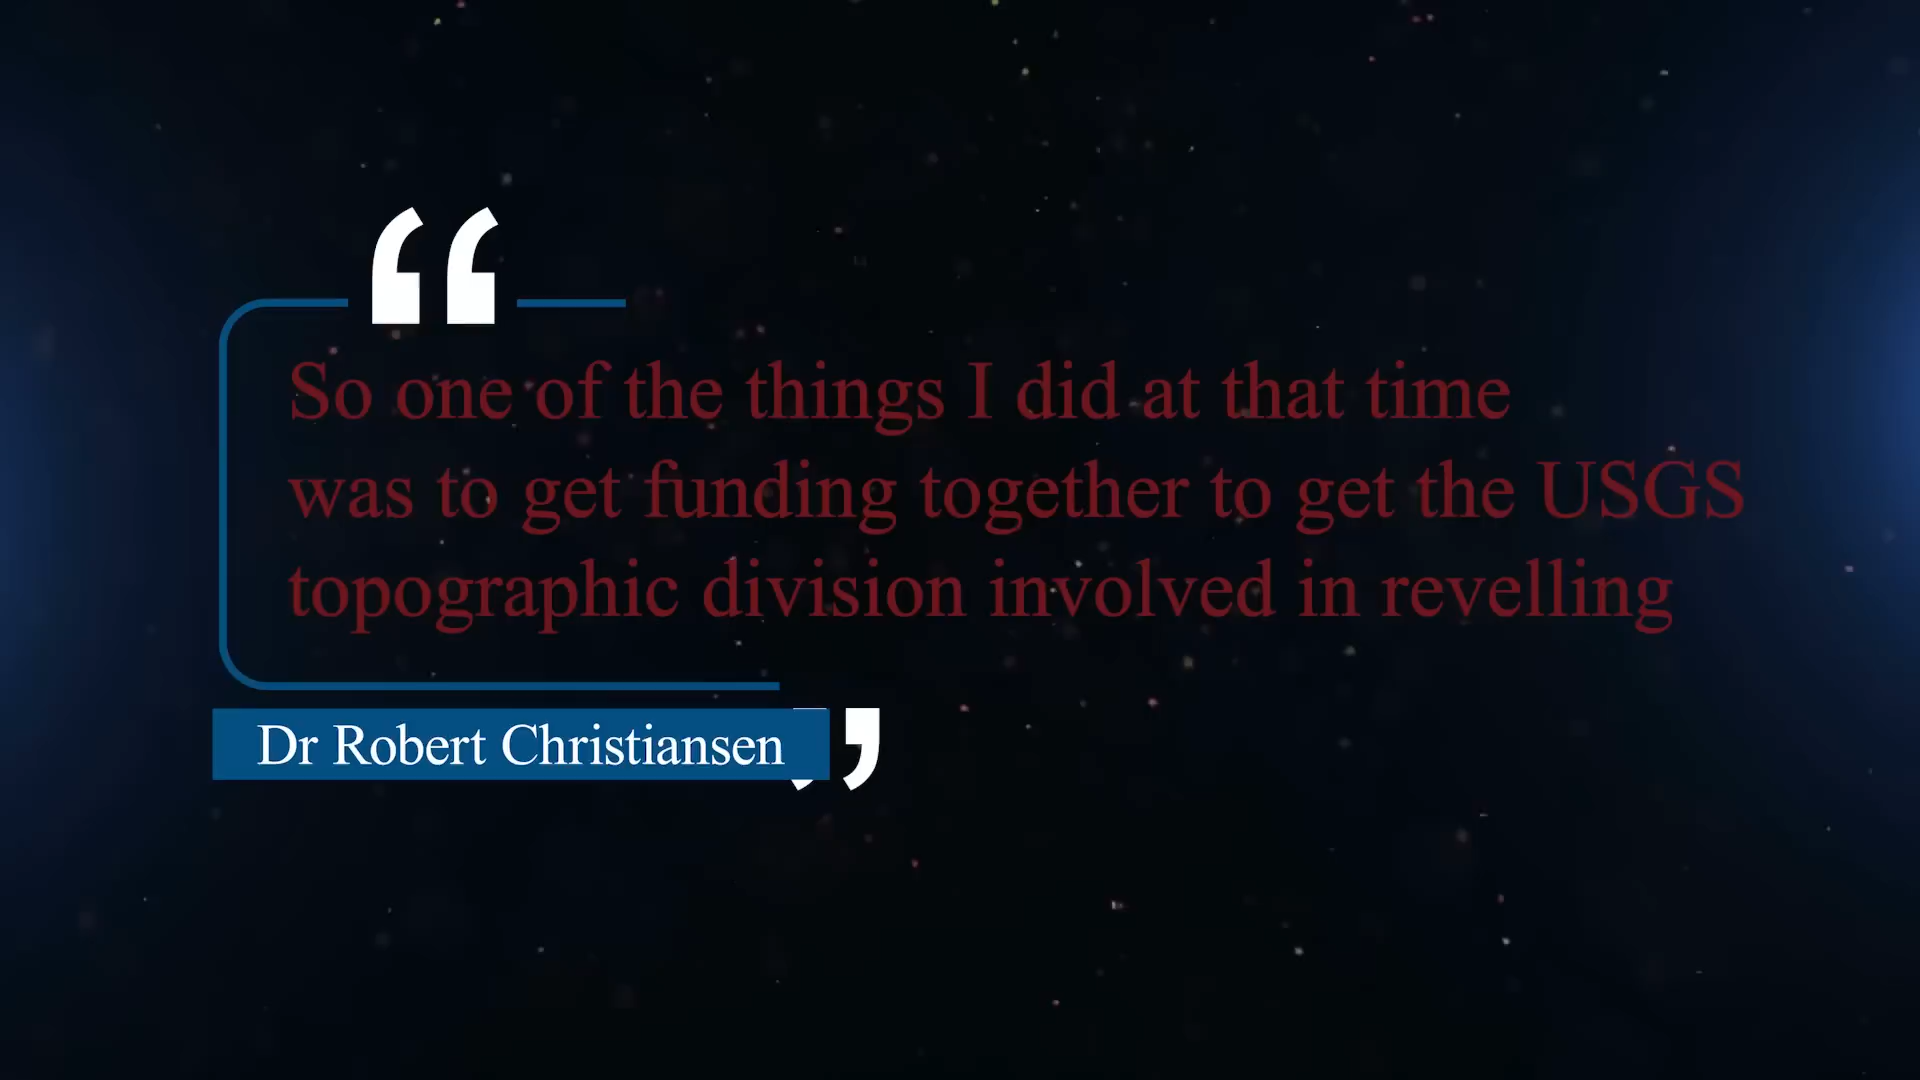 “
So one of the things I did at that time
was to get funding together to get the USGS
topographic division involved in revelling
Dr Robert Christiansen
”